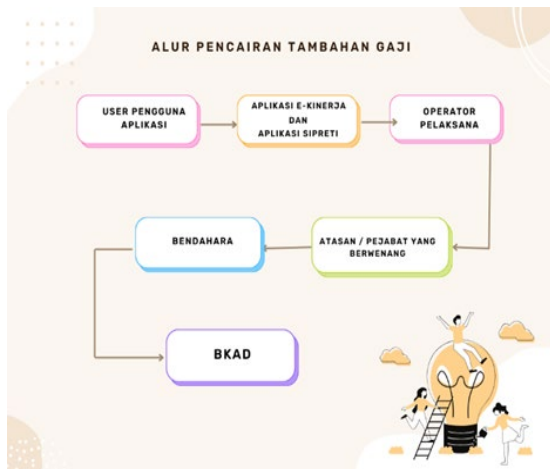 ALUR PENCAIRAN TAMBAHAN GAJI
USER PENGGUNA
APLIKASI
APLIKASI E-KINERJA
DAN
APLIKASI SIPRETI
OPERATOR
PELAKSANA
BENDAHARA
ATASAN / PEJABAT YANG
BERWENANG
BKAD